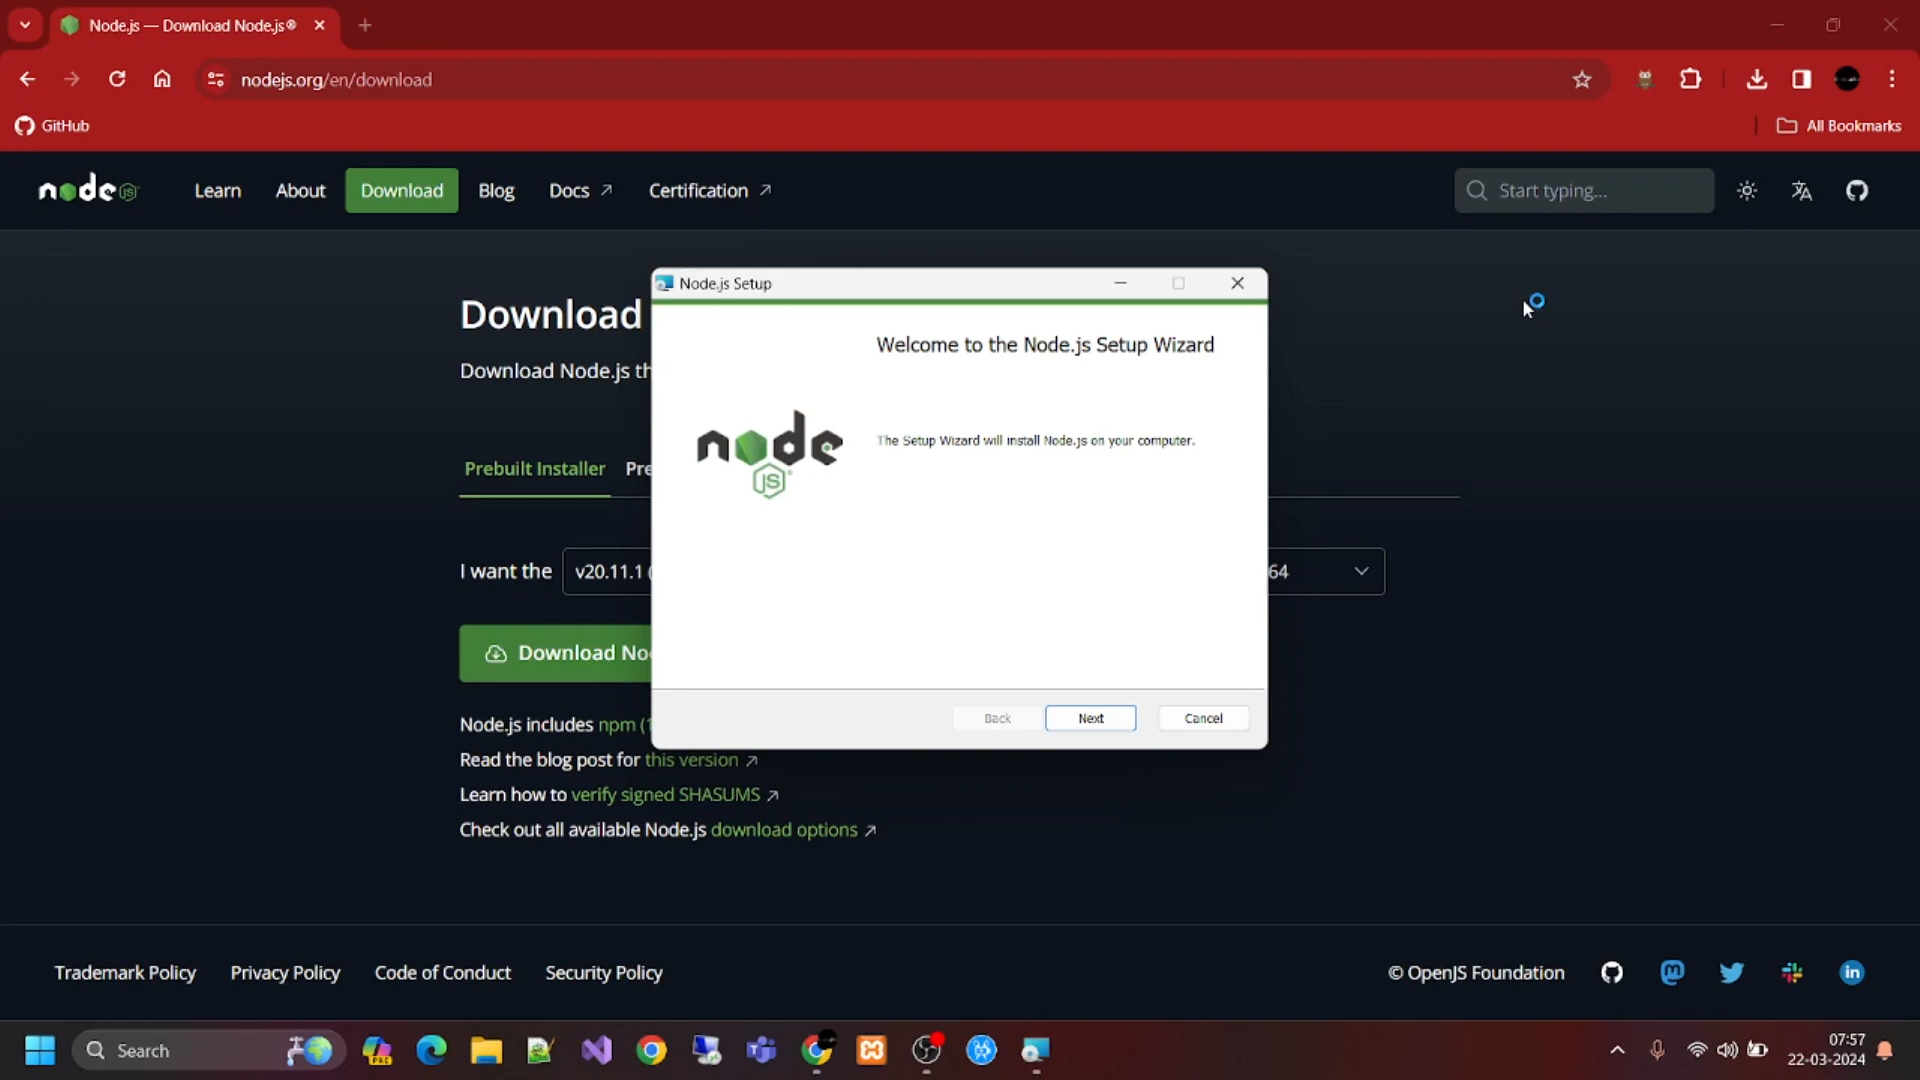 Node.js — Download Node.js®
nodejs.org/en/download
GitHub
All Bookmarks
node JS
Learn
About
Download
Blog
Docs ↗
Certification ↗
Start typing...
Download
Download Node.js th
Prebuilt Installer
Pre
I want the
v20.11.1 (
64
Download No
Node.js includes npm (1
Read the blog post for this version ↗
Learn how to verify signed SHASUMS ↗
Check out all available Node.js download options ↗
Node.js Setup
Welcome to the Node.js Setup Wizard
node
JS
The Setup Wizard will install Node.js on your computer.
Back
Next
Cancel
Trademark Policy
Privacy Policy
Code of Conduct
Security Policy
© OpenJS Foundation
in
Search
PRE
07:57
22-03-2024